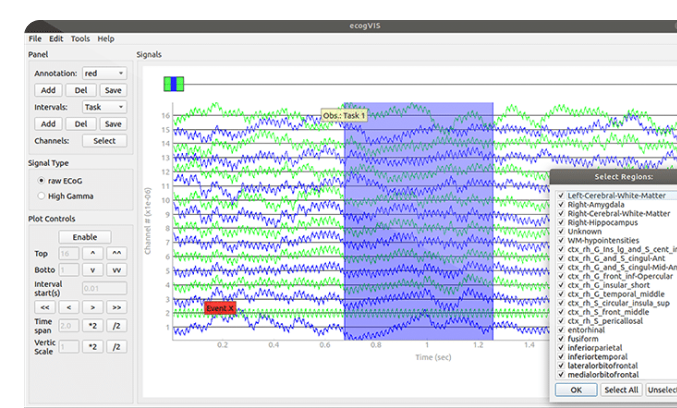 ecogVIS
File Edit Tools Help
Panel
Signals
Annotation: red
Add Del Save
Intervals: Task
Add Del Save
Channels: Select
Signal Type
raw ECoG
High Gamma
Plot Controls
Enable
Top 16 ^ ^^
Botto 1 v vv
Interval
start(s) 0.01
<< < > >>
Time
span 2.0 *2 /2
Vertic
Scale 1 *2 /2
Channel # (x1e-06)
16
15
14
13
12
11
10
9
8
7
6
5
4
3
2
1
Obs.: Task 1
Event X
0.2 0.4 0.6 0.8 1 1.2 1.4
Time (sec)
Select Regions:
Left-Cerebral-White-Matter
Right-Amygdala
Right-Cerebral-White-Matter
Right-Hippocampus
Unknown
WM-hypointensities
ctx_rh_G_Ins_lg_and_S_cent_in
ctx_rh_G_and_S_cingul-Ant
ctx_rh_G_and_S_cingul-Mid-An
ctx_rh_G_front_inf-Opercular
ctx_rh_G_insular_short
ctx_rh_G_temporal_middle
ctx_rh_S_circular_insula_sup
ctx_rh_S_front_middle
ctx_rh_S_pericallosal
entorhinal
fusiform
inferiorparietal
inferiortemporal
lateralorbitofrontal
medialorbitofrontal
OK Select All Unselec